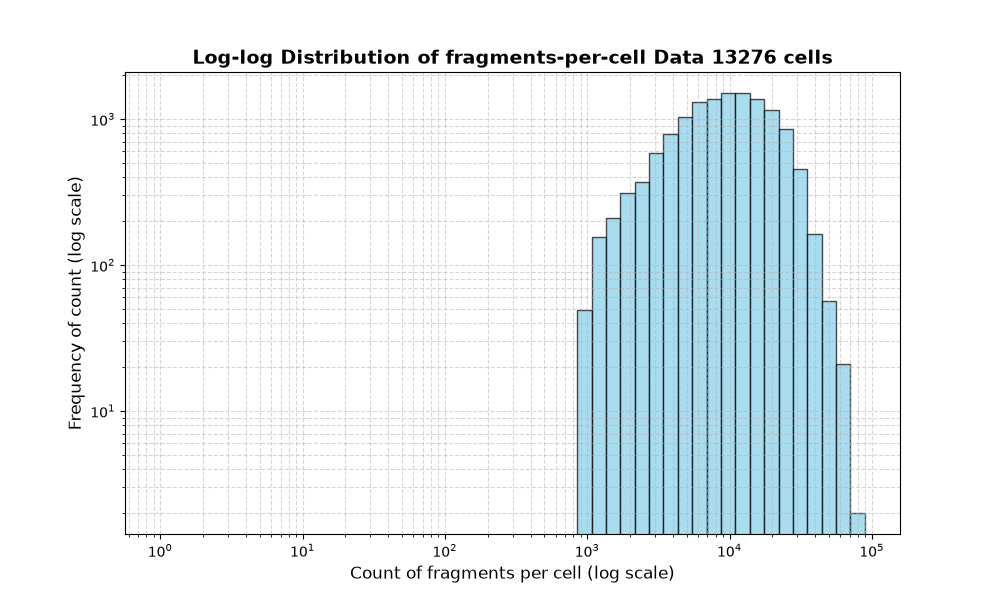 Log-log Distribution of fragments-per-cell Data 13276 cells
Frequency of count (log scale)
10³
10²
10¹
10⁰ 10¹ 10² 10³ 10⁴ 10⁵
Count of fragments per cell (log scale)